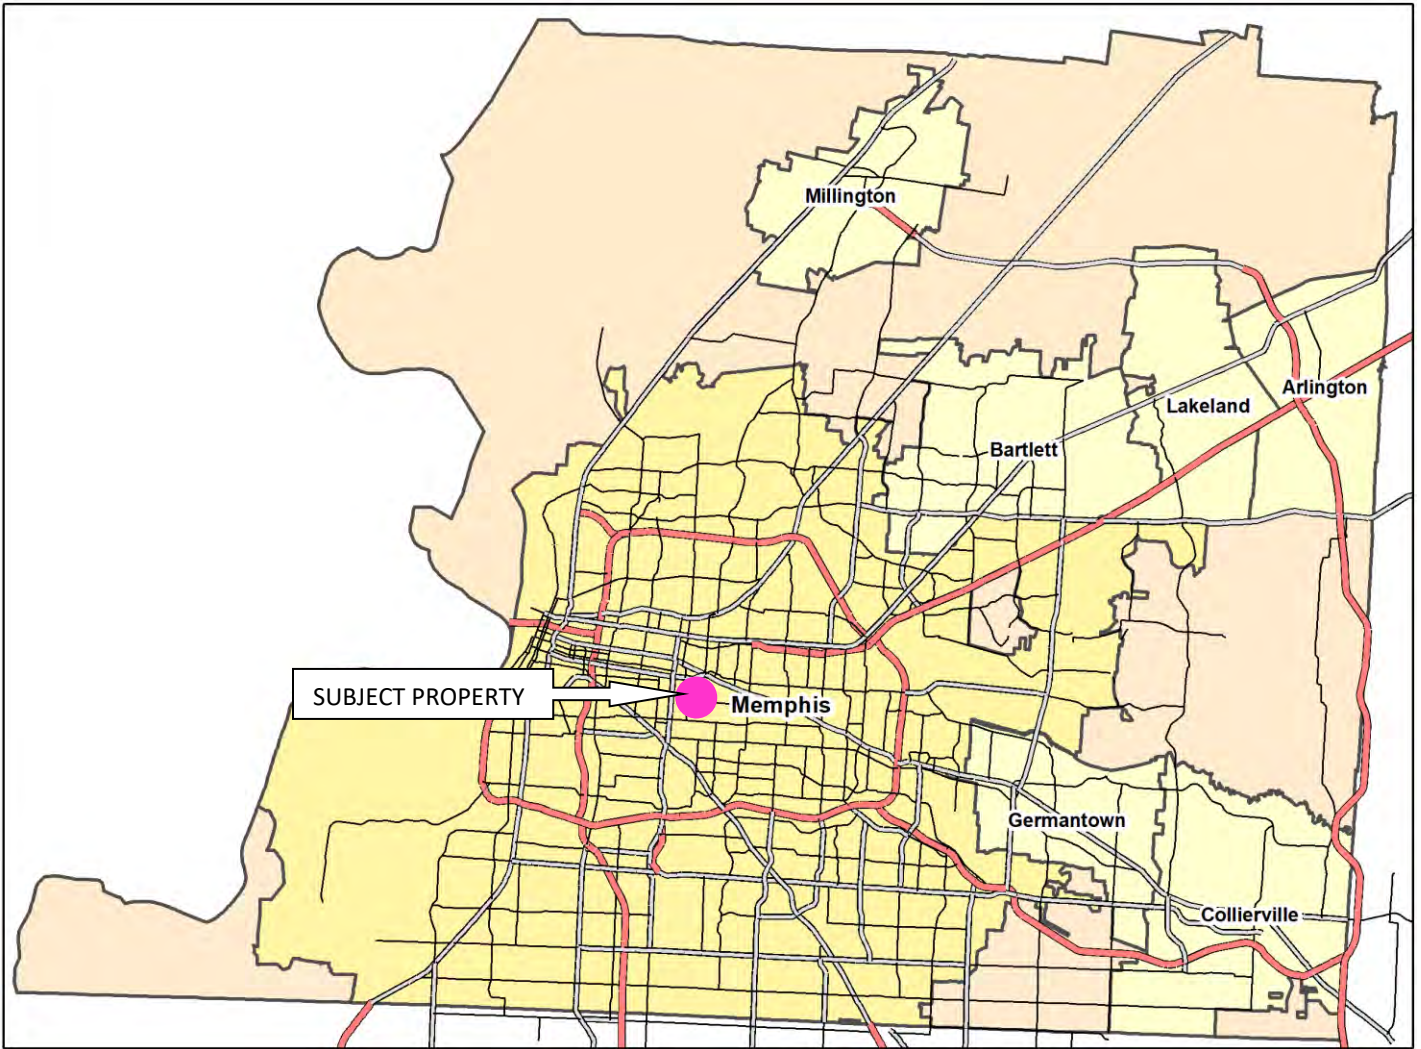 Millington
Arlington
Lakeland
Bartlett
SUBJECT PROPERTY
Memphis
Germantown
Collierville